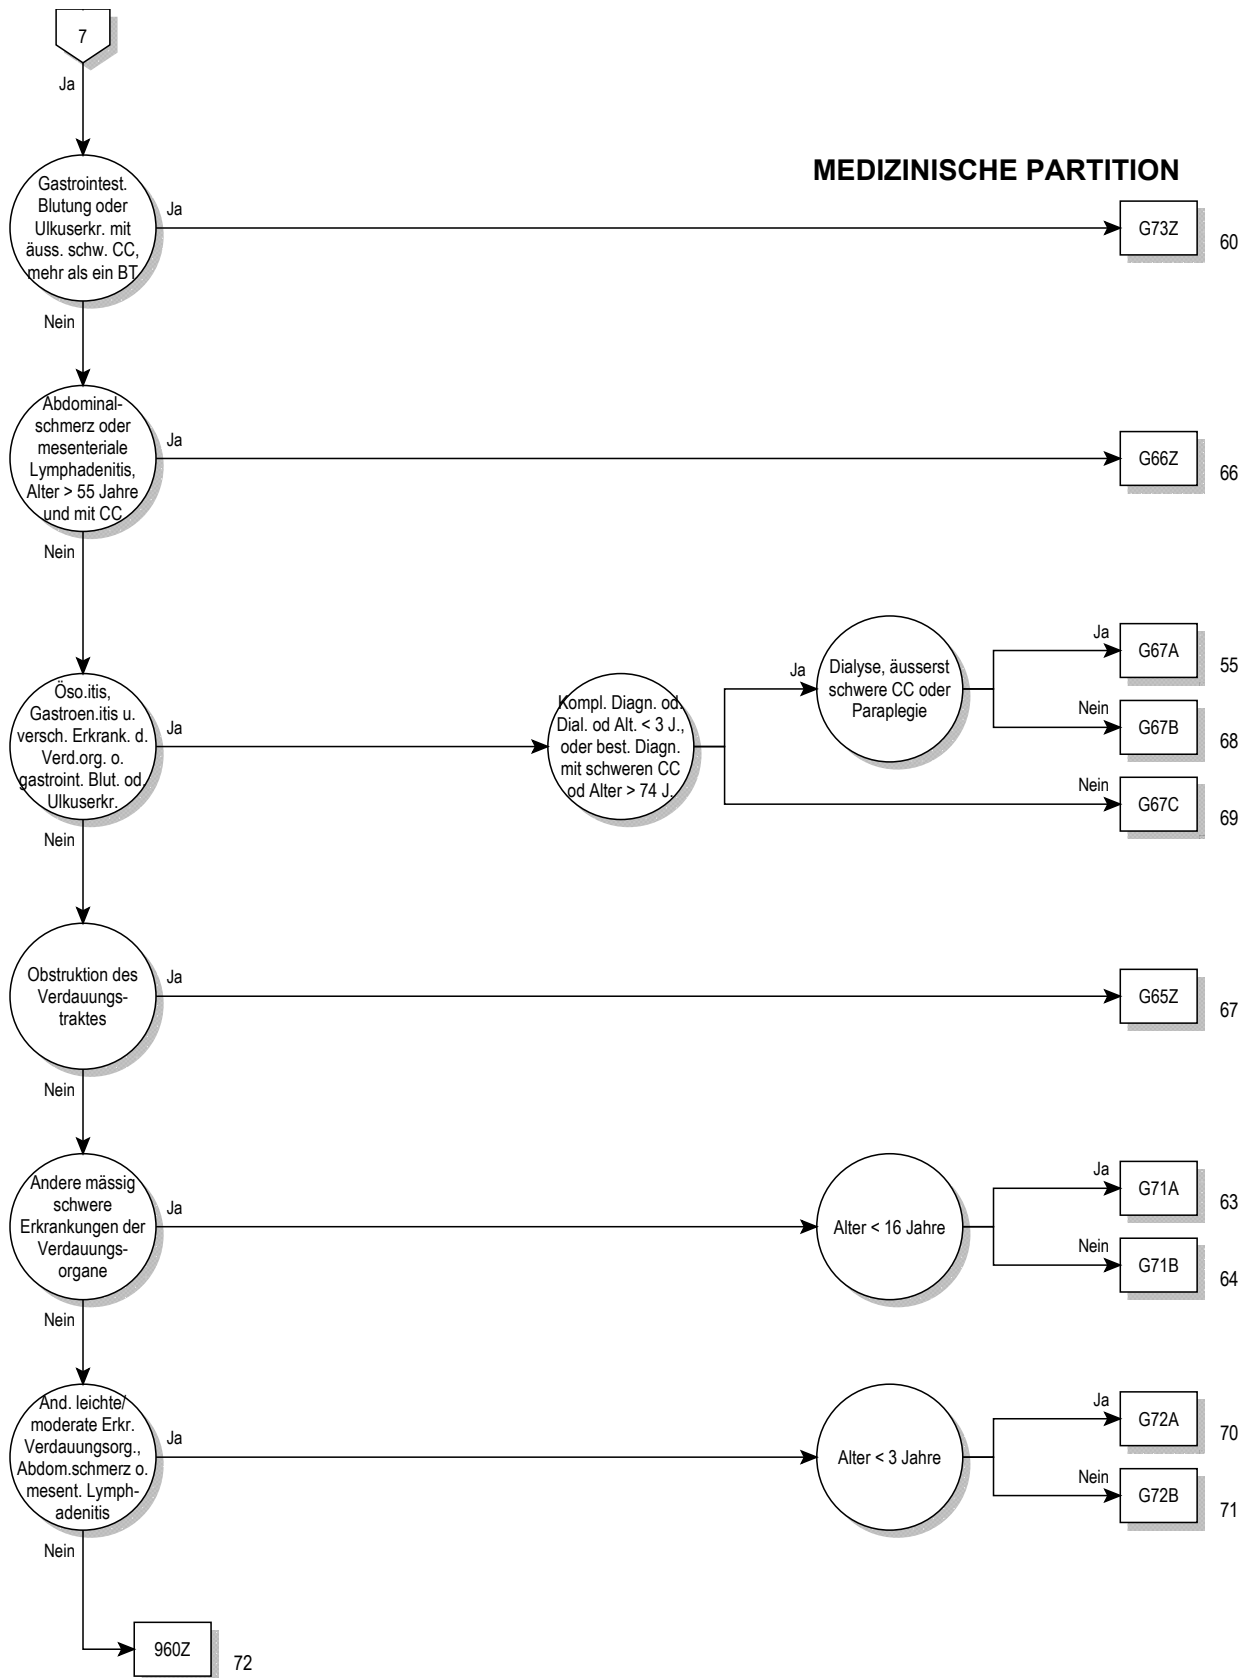 7
Ja
MEDIZINISCHE PARTITION
Gastrointest.
Blutung oder
Ulkuserkr. mit
äuss. schw. CC,
mehr als ein BT
Ja
G73Z
60
Nein
Abdominal-
schmerz oder
mesenteriale
Lymphadenitis,
Alter > 55 Jahre
und mit CC
Ja
G66Z
66
Nein
Öso.itis,
Gastroen.itis u.
versch. Erkrank. d.
Verd.org. o.
gastroint. Blut. od.
Ulkuserkr.
Ja
Kompl. Diagn. od.
Dial. od Alt. < 3 J.,
oder best. Diagn.
mit schweren CC
od Alter > 74 J.
Ja
Dialyse, äusserst
schwere CC oder
Paraplegie
Ja
G67A
55
Nein
G67B
68
Nein
G67C
69
Nein
Obstruktion des
Verdauungs-
traktes
Ja
G65Z
67
Nein
Andere mässig
schwere
Erkrankungen der
Verdauungs-
organe
Ja
Alter < 16 Jahre
Ja
G71A
63
Nein
G71B
64
Nein
And. leichte/
moderate Erkr.
Verdauungsorg.,
Abdom.schmerz o.
mesent. Lymph-
adenitis
Ja
Alter < 3 Jahre
Ja
G72A
70
Nein
G72B
71
Nein
960Z
72